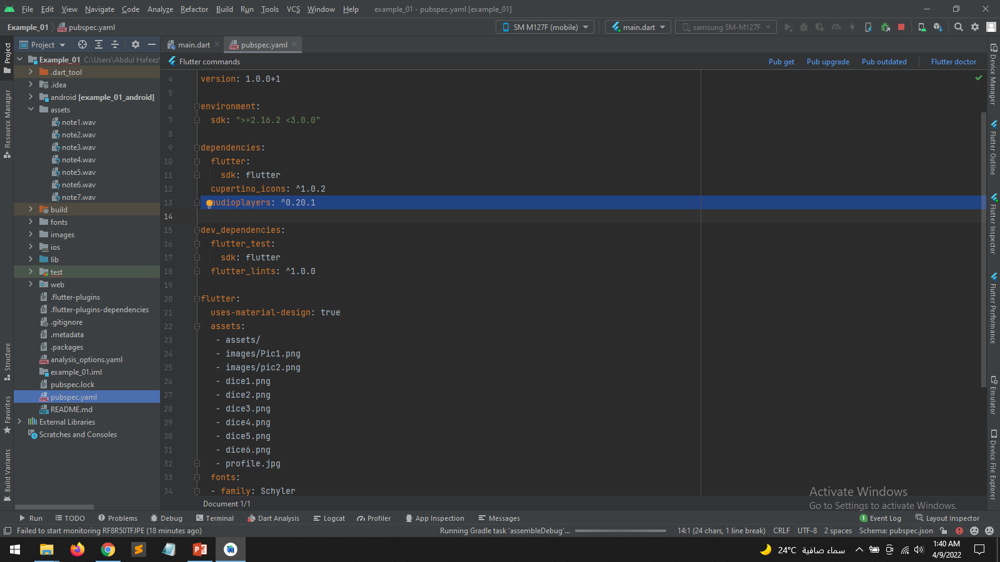 File Edit View Navigate Code Analyze Refactor Build Run Tools VCS Window Help example_01 - pubspec.yaml [example_01]
Example_01 pubspec.yaml
SM M127F (mobile) main.dart samsung SM-M127F
Project
main.dart pubspec.yaml
Flutter commands
Pub get Pub upgrade Pub outdated Flutter doctor
Example_01 C:\Users\Abdul Hafeez\
.dart_tool
.idea
android [example_01_android]
assets
note1.wav
note2.wav
note3.wav
note4.wav
note5.wav
note6.wav
note7.wav
build
fonts
images
ios
lib
test
web
.flutter-plugins
.flutter-plugins-dependencies
.gitignore
.metadata
.packages
analysis_options.yaml
example_01.iml
pubspec.lock
pubspec.yaml
README.md
External Libraries
Scratches and Consoles
4 version: 1.0.0+1
5
6 environment:
7 sdk: ">=2.16.2 <3.0.0"
8
9 dependencies:
10 flutter:
11 sdk: flutter
12 cupertino_icons: ^1.0.2
13 audioplayers: ^0.20.1
14
15 dev_dependencies:
16 flutter_test:
17 sdk: flutter
18 flutter_lints: ^1.0.0
19
20 flutter:
21 uses-material-design: true
22 assets:
23 - assets/
24 - images/Pic1.png
25 - images/pic2.png
26 - dice1.png
27 - dice2.png
28 - dice3.png
29 - dice4.png
30 - dice5.png
31 - dice6.png
32 - profile.jpg
33 fonts:
34 - family: Schyler
Document 1/1
Project
Resource Manager
Structure
Favorites
Build Variants
Device Manager
Flutter Outline
Flutter Inspector
Flutter Performance
Emulator
Device File Explorer
Activate Windows
Go to Settings to activate Windows.
Run TODO Problems Debug Terminal Dart Analysis Logcat Profiler App Inspection Messages 1 Event Log Layout Inspector
Failed to start monitoring RF8R50TFJPE (18 minutes ago) Running Gradle task 'assembleDebug'... 14:1 (24 chars, 1 line break) CRLF UTF-8 2 spaces Schema: pubspec.json
24°C سماء صافية
1:40 AM
4/9/2022